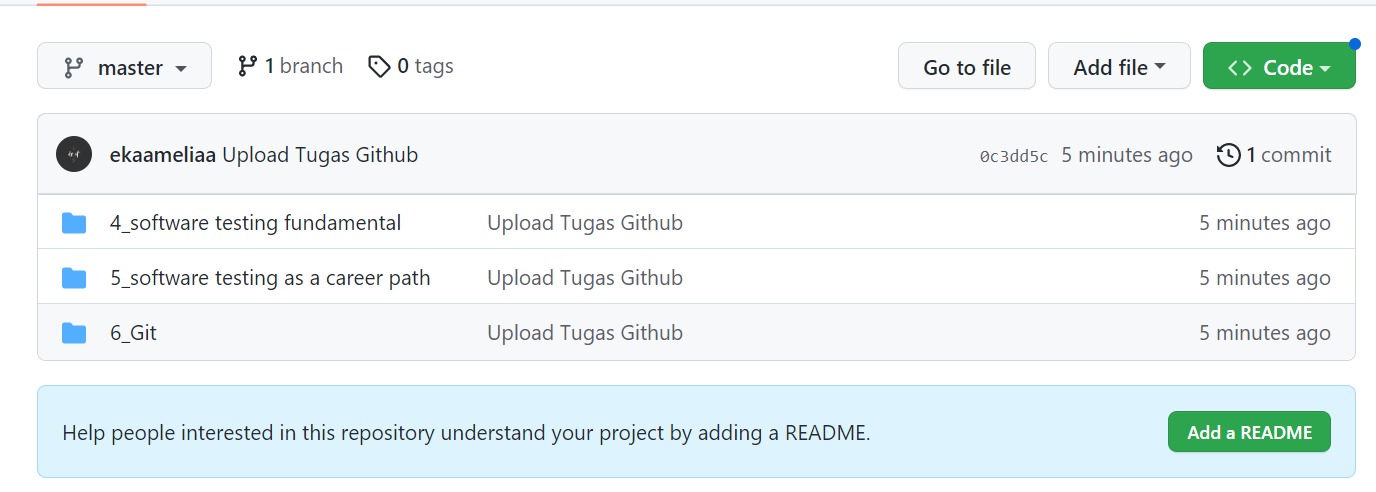 master 1 branch 0 tags Go to file Add file Code
ekaameliaa Upload Tugas Github 0c3dd5c 5 minutes ago 1 commit
4_software testing fundamental Upload Tugas Github 5 minutes ago
5_software testing as a career path Upload Tugas Github 5 minutes ago
6_Git Upload Tugas Github 5 minutes ago
Help people interested in this repository understand your project by adding a README. Add a README